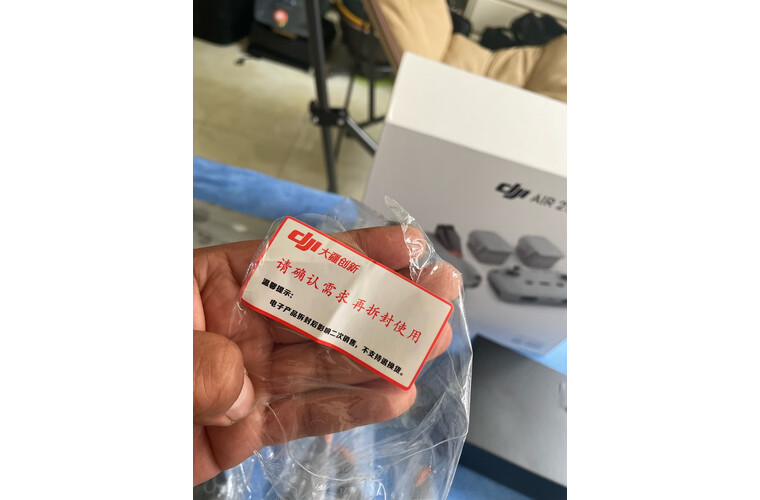 dji 大疆创新
请确认需求再拆封使用
温馨提示：
电子产品拆封后影响二次销售，不支持退换货。
dji AIR 2